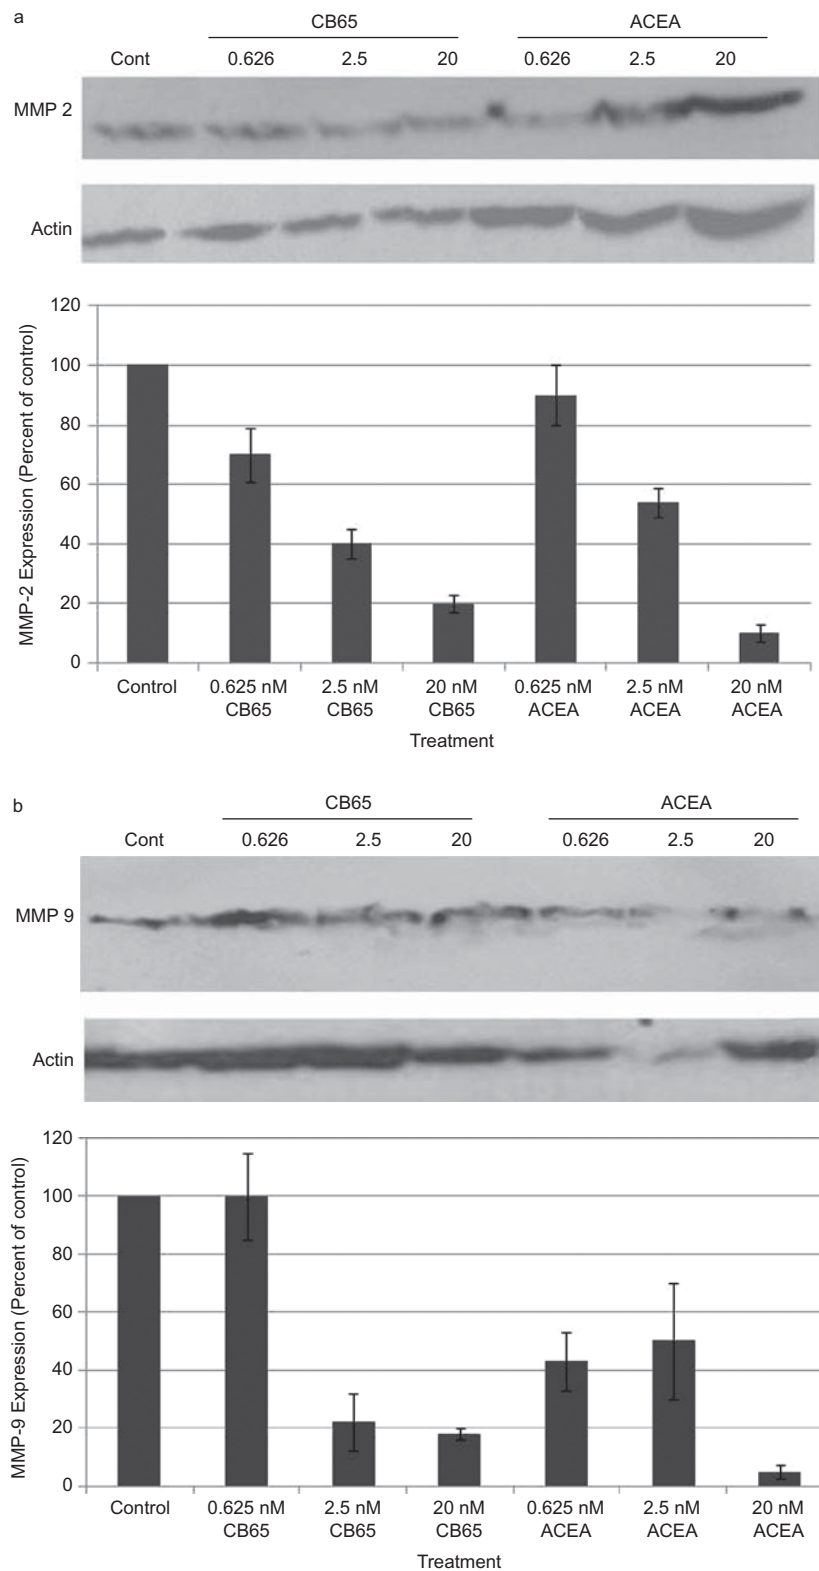 a
CB65 ACEA
Cont 0.626 2.5 20 0.626 2.5 20
MMP 2
Actin
120
100
80
60
40
20
0
MMP-2 Expression (Percent of control)
Control 0.625 nM 2.5 nM 20 nM 0.625 nM 2.5 nM 20 nM
CB65 CB65 CB65 ACEA ACEA ACEA
Treatment
b
CB65 ACEA
Cont 0.626 2.5 20 0.626 2.5 20
MMP 9
Actin
120
100
80
60
40
20
0
MMP-9 Expression (Percent of control)
Control 0.625 nM 2.5 nM 20 nM 0.625 nM 2.5 nM 20 nM
CB65 CB65 CB65 ACEA ACEA ACEA
Treatment